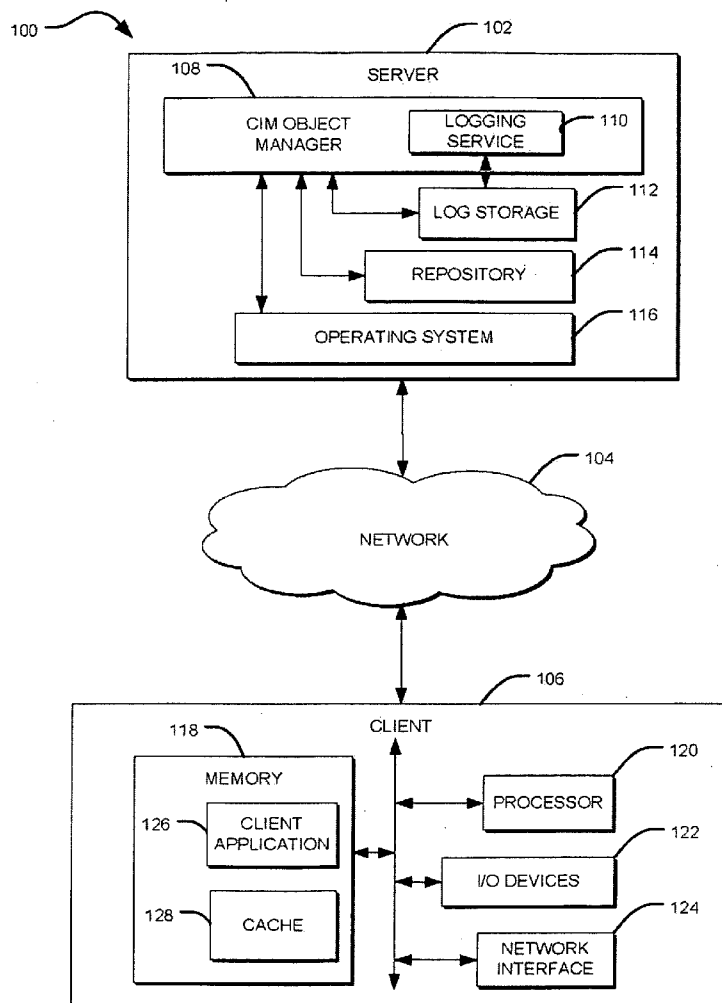 100
102
SERVER
108
CIM OBJECT
MANAGER
LOGGING
SERVICE
110
LOG STORAGE
112
REPOSITORY
114
OPERATING SYSTEM
116
104
NETWORK
106
CLIENT
118
MEMORY
126
CLIENT
APPLICATION
128
CACHE
120
PROCESSOR
122
I/O DEVICES
124
NETWORK
INTERFACE